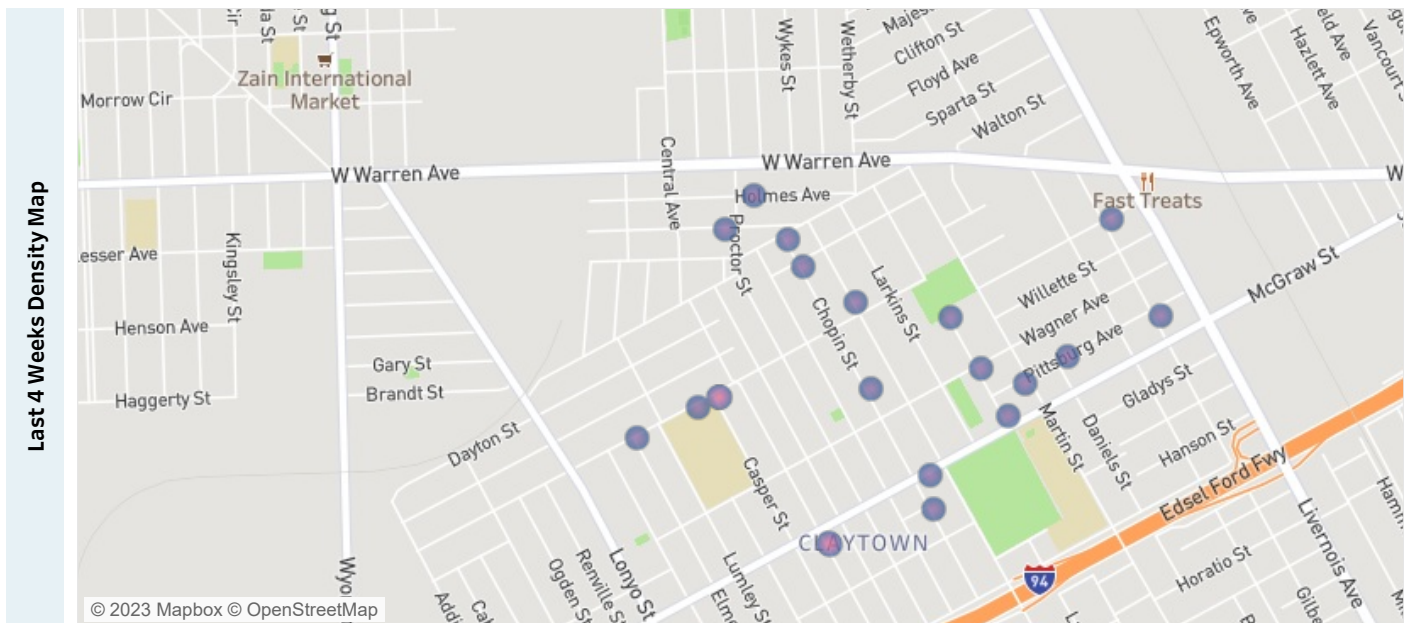 Last 4 Weeks Density Map
Wykes St
Wetherby St
Clifton St
Floyd Ave
Sparta St
Walton St
Epworth Ave
Hazlett Ave
Zain International
Market
Morrow Cir
W Warren Ave
W Warren Ave
Central Ave
Holmes Ave
Proctor St
Fast Treats
Kingsley St
Henson Ave
Gary St
Brandt St
Haggerty St
Chopin St
Larkins St
Willette St
Wagner Ave
Pittsburg Ave
McGraw St
Gladys St
Hanson St
Martin St
Daniels St
Dayton St
Casper St
Edsel Ford Fwy
CLAYTOWN
94
Livernois Ave
Horatio St
Lonyo St
Renville St
Ogden St
Lumley St
© 2023 Mapbox © OpenStreetMap